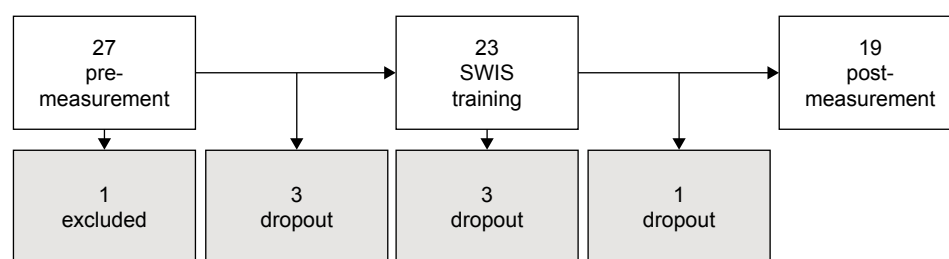 27
pre-
measurement
23
SWIS
training
19
post-
measurement
1
excluded
3
dropout
3
dropout
1
dropout